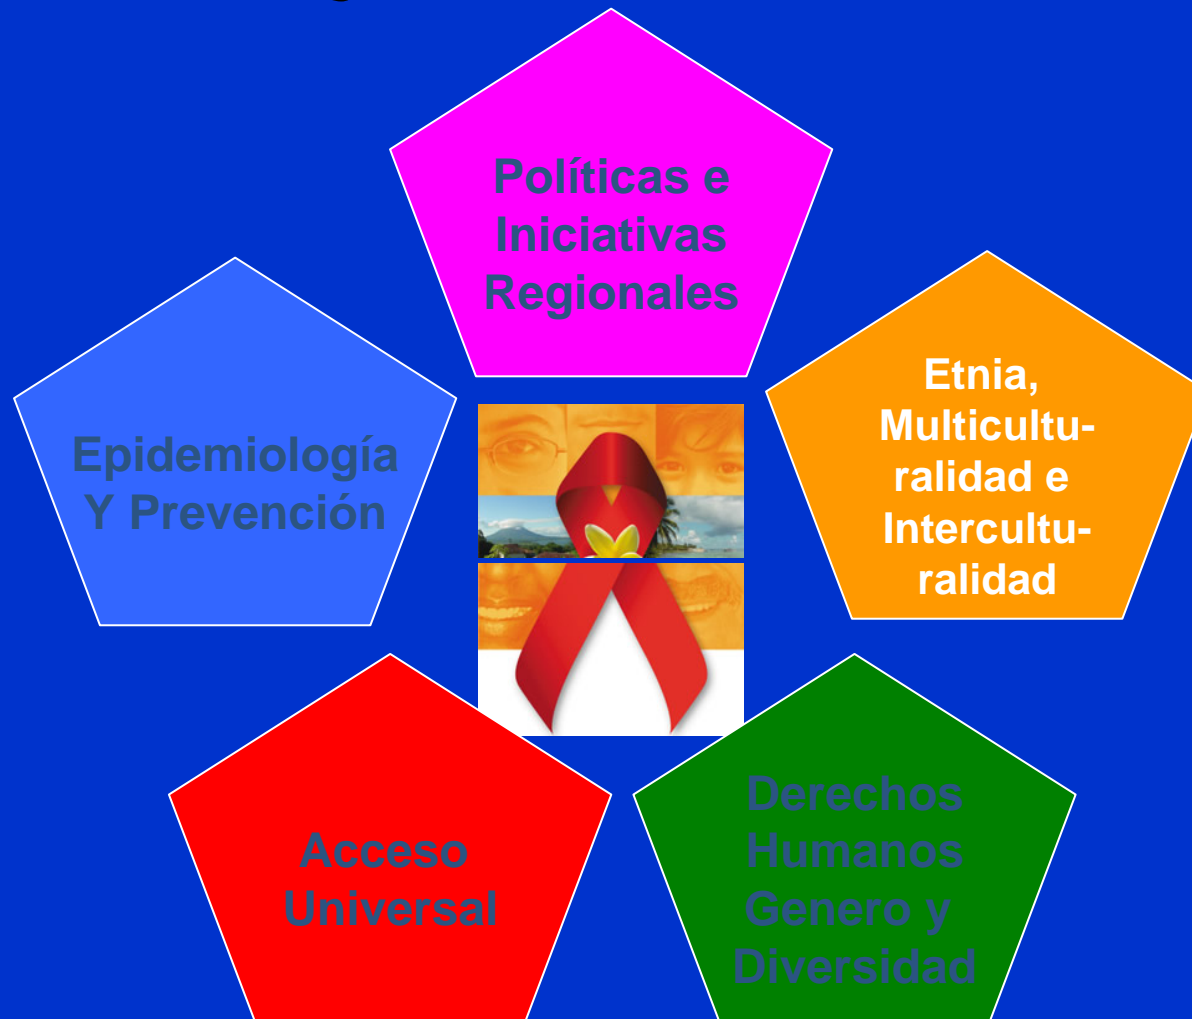 Políticas e
Iniciativas
Regionales
Epidemiología
Y Prevención
Etnia,
Multicultu-
ralidad e
Intercultu-
ralidad
Acceso
Universal
Derechos
Humanos
Genero y
Diversidad